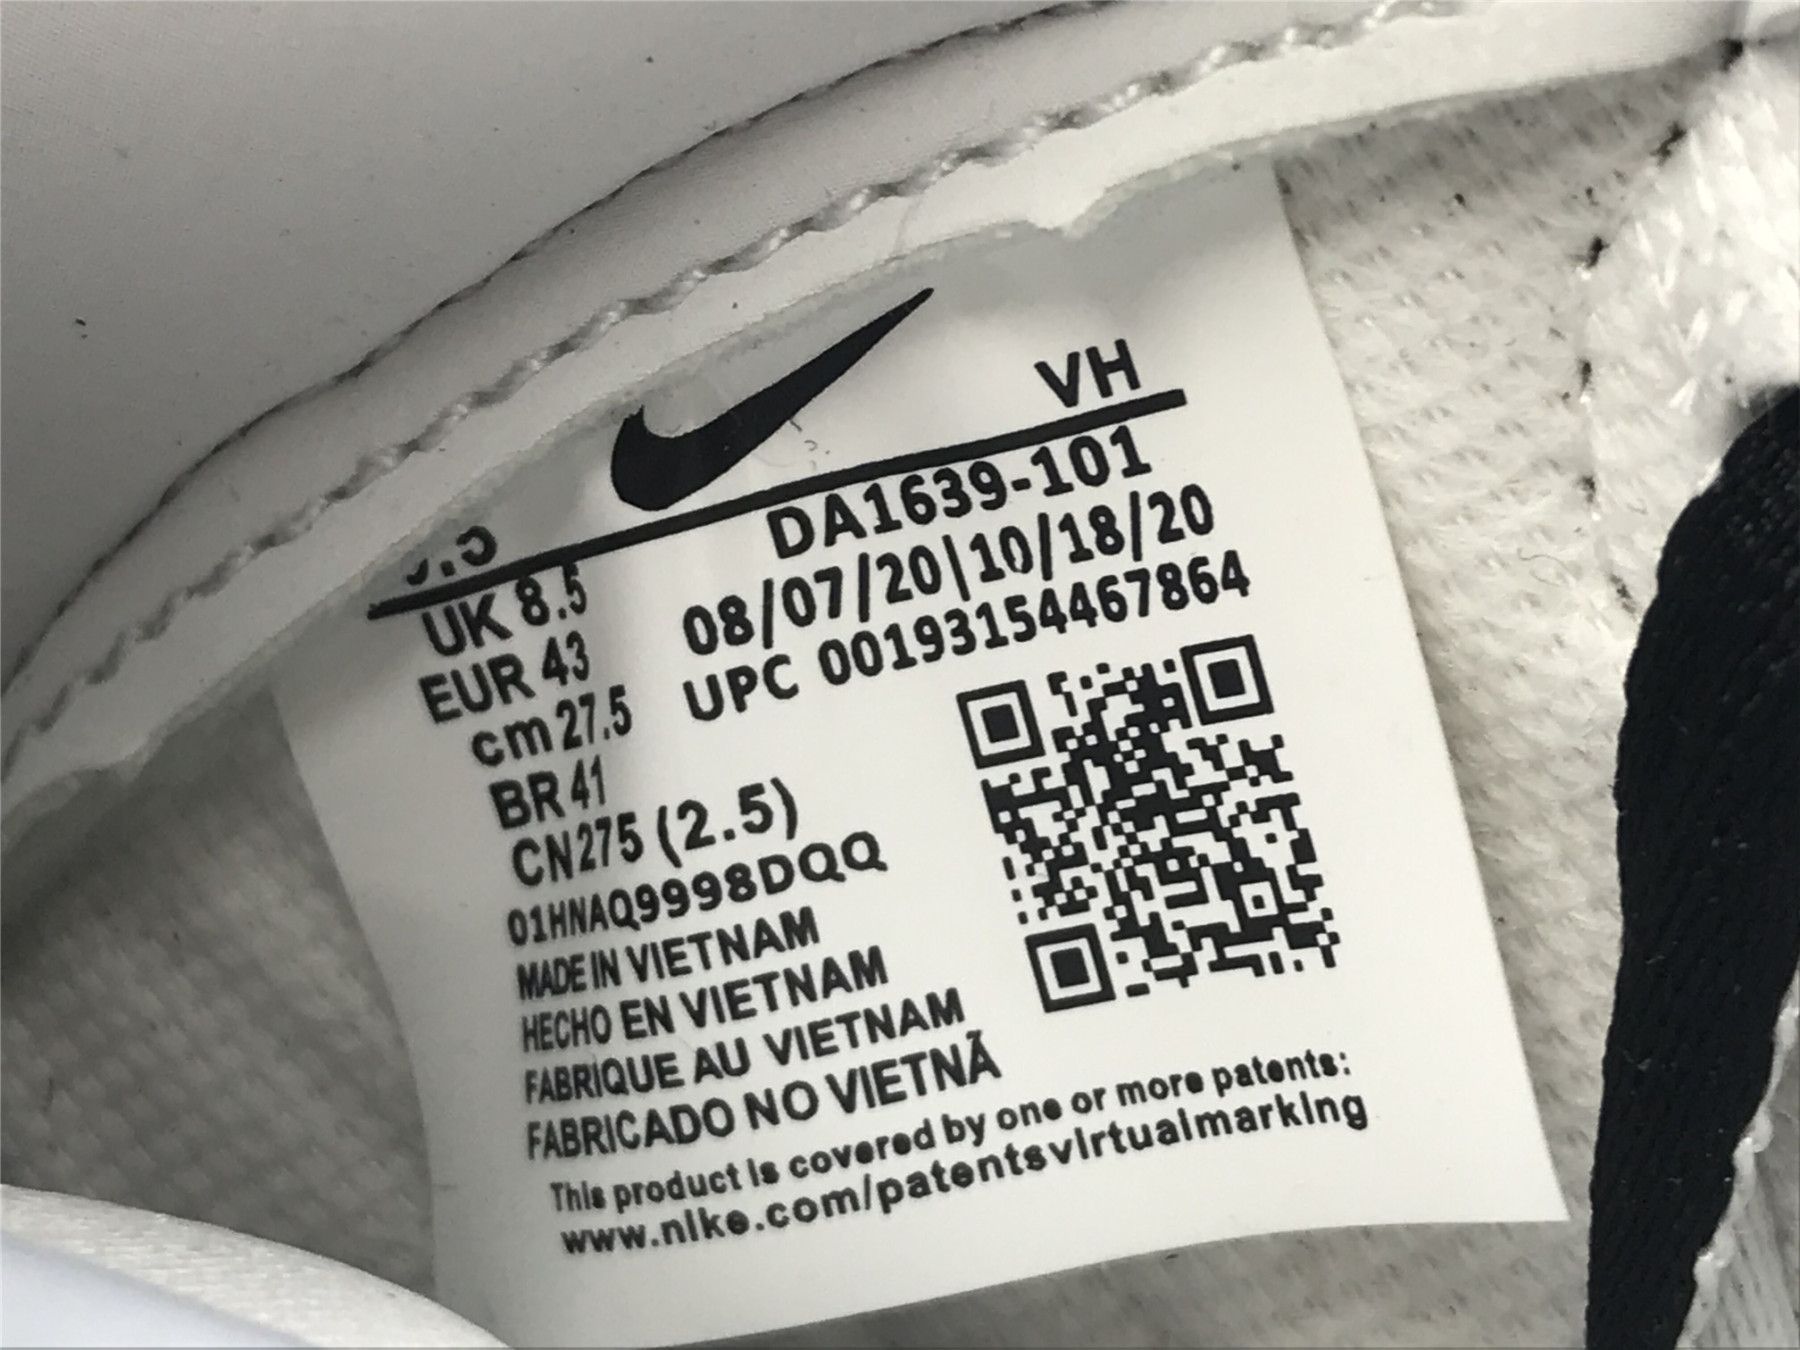 VH
DA1639-101
UK 8.5 08/07/20|10/18/20
EUR 43 UPC 00193154467864
cm 27.5
BR 41
CN 275 (2.5)
01HNAQ9998DQQ
MADE IN VIETNAM
HECHO EN VIETNAM
FABRIQUE AU VIETNAM
FABRICADO NO VIETNÃ
This product is covered by one or more patents:
www.nike.com/patentsvirtualmarking